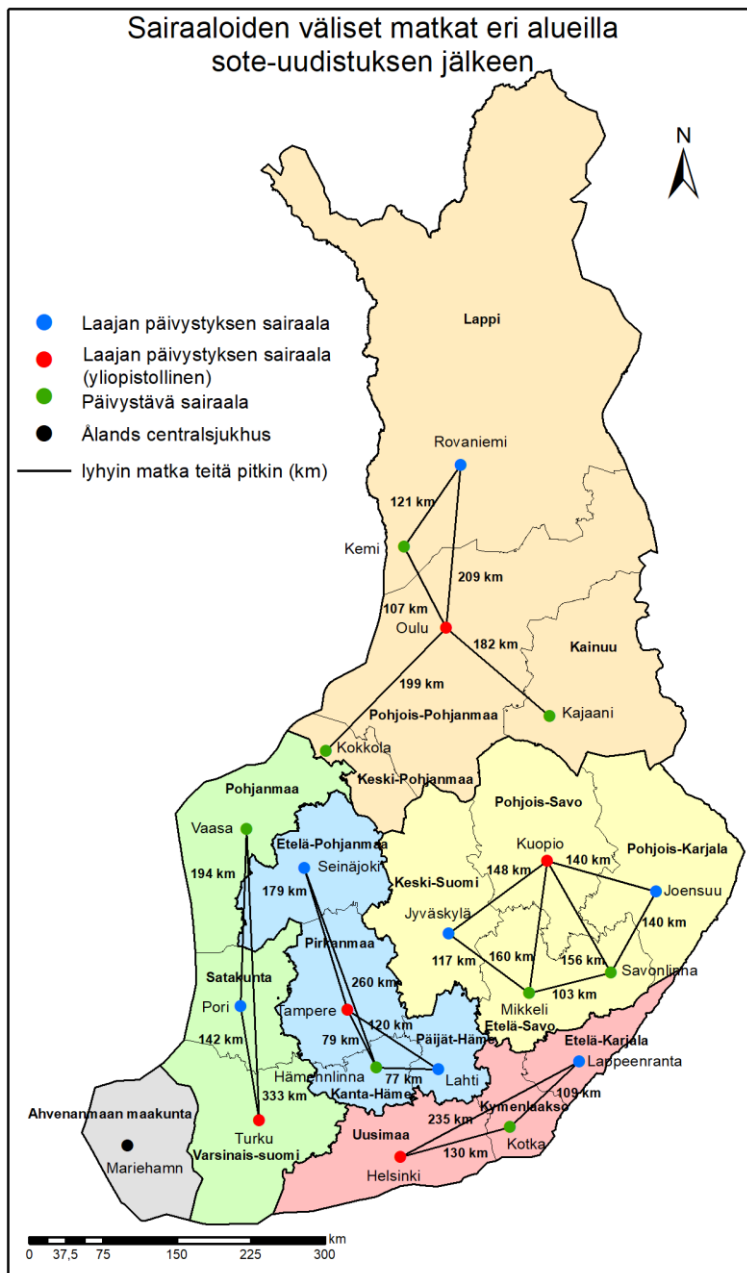 Sairaaloiden väliset matkat eri alueilla
sote-uudistuksen jälkeen
N
Laajan päivystyksen sairaala
Laajan päivystyksen sairaala
(yliopistollinen)
Päivystävä sairaala
Ålands centralsjukhus
lyhyin matka teitä pitkin (km)
Lappi
Rovaniemi
121 km
Kemi
209 km
107 km
Oulu
182 km
Kainuu
199 km
Pohjois-Pohjanmaa
Kajaani
Kokkola
Keski-Pohjanmaa
Pohjanmaa
Pohjois-Savo
Vaasa
Etelä-Pohjanmaa
Kuopio
Pohjois-Karjala
194 km
Seinäjoki
148 km
140 km
179 km
Keski-Suomi
Joensuu
Jyväskylä
140 km
Pirkanmaa
117 km
160 km
156 km
Savonlinna
Satakunta
260 km
103 km
Pori
Tampere
Mikkeli
120 km
Etelä-Savo
142 km
79 km
Päijät-Häme
Etelä-Karjala
Lappeenranta
Hämennlinna
77 km
Lahti
333 km
Kanta-Häme
109 km
Ahvenanmaan maakunta
235 km
Kymenlaakso
Turku
Uusimaa
Kotka
Mariehamn
Varsinais-suomi
130 km
Helsinki
km
0 37,5 75 150 225 300